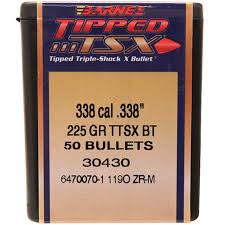 BARNES
TIPPED
TSX
Tipped Triple-Shock X Bullet
338 cal .338"
225 GR TTSX BT
50 BULLETS
30430
6470070-1 119O ZR-M